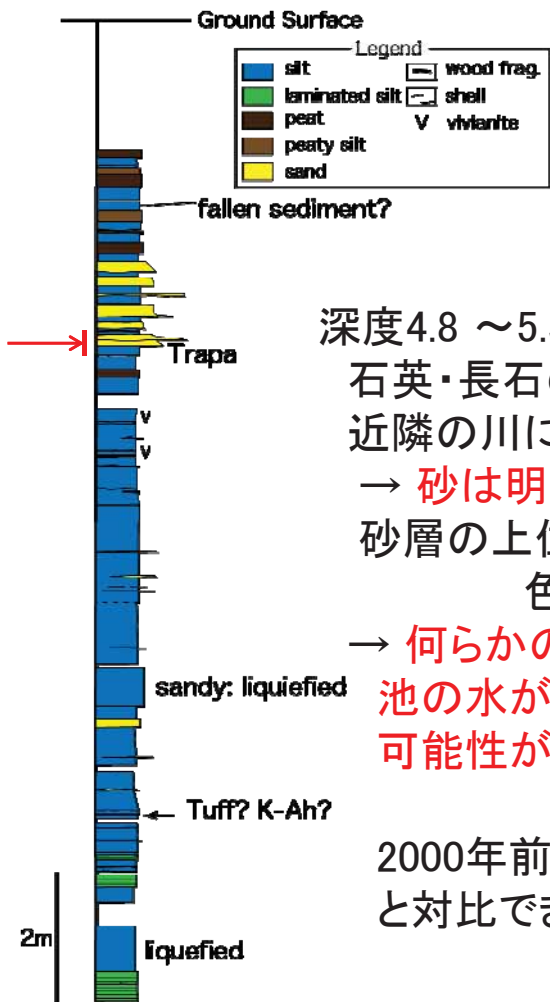 Ground Surface
Legend
silt
wood frag.
laminated silt
shell
peat
V vivianite
peaty silt
sand
fallen sediment?
深度4.8 ～5.
Trapa
石英・長石
近隣の川に
V
V
→ 砂は明
砂層の上位
色
→ 何らかの
sandy: liquiefied
池の水が
可能性が
Tuff? K-Ah?
2000年前
と対比でき
2m
liquefied